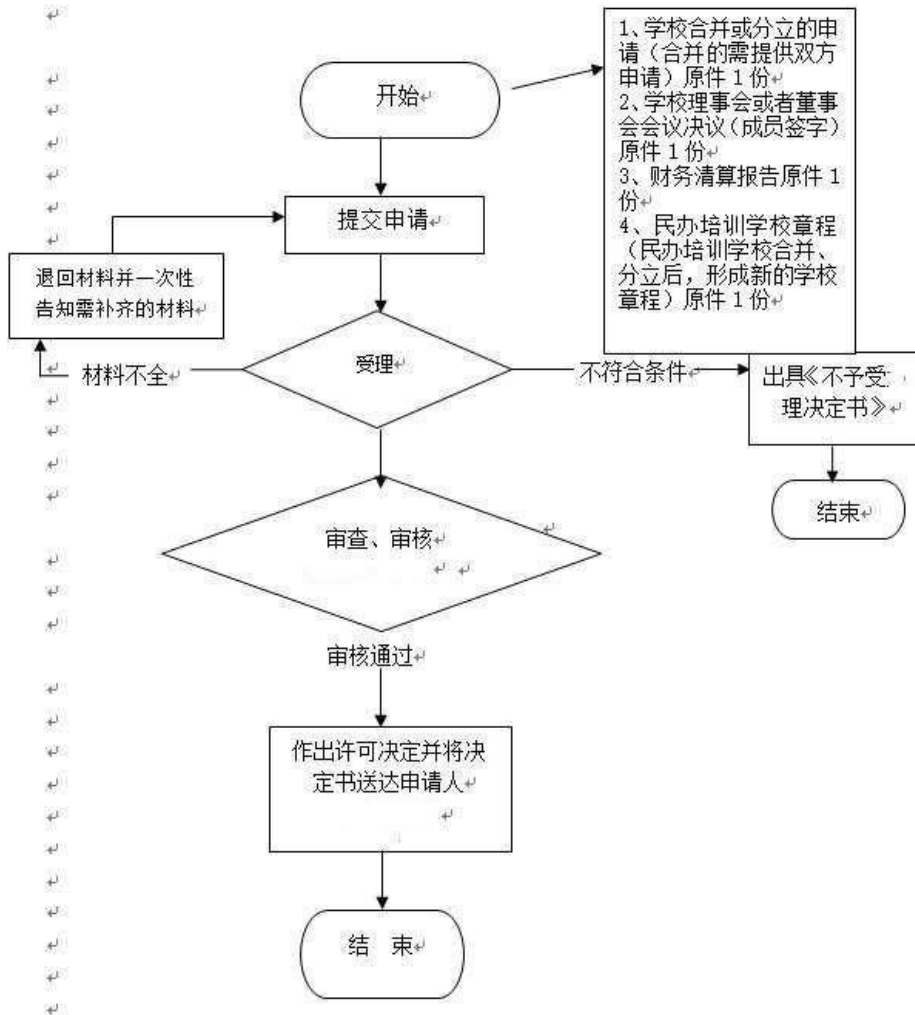 开始
1、学校合并或分立的申
请（合并的需提供双方
申请）原件 1 份
2、学校理事会或者董事
会会议决议（成员签字）
原件 1 份
3、财务清算报告原件 1
份
4、民办培训学校章程
（民办培训学校合并、
分立后，形成新的学校
章程）原件 1 份
提交申请
退回材料并一次性
告知需补齐的材料
材料不全
受理
不符合条件
出具《不予受
理决定书》
结束
审查、审核
审核通过
作出许可决定并将决
定书送达申请人
结 束